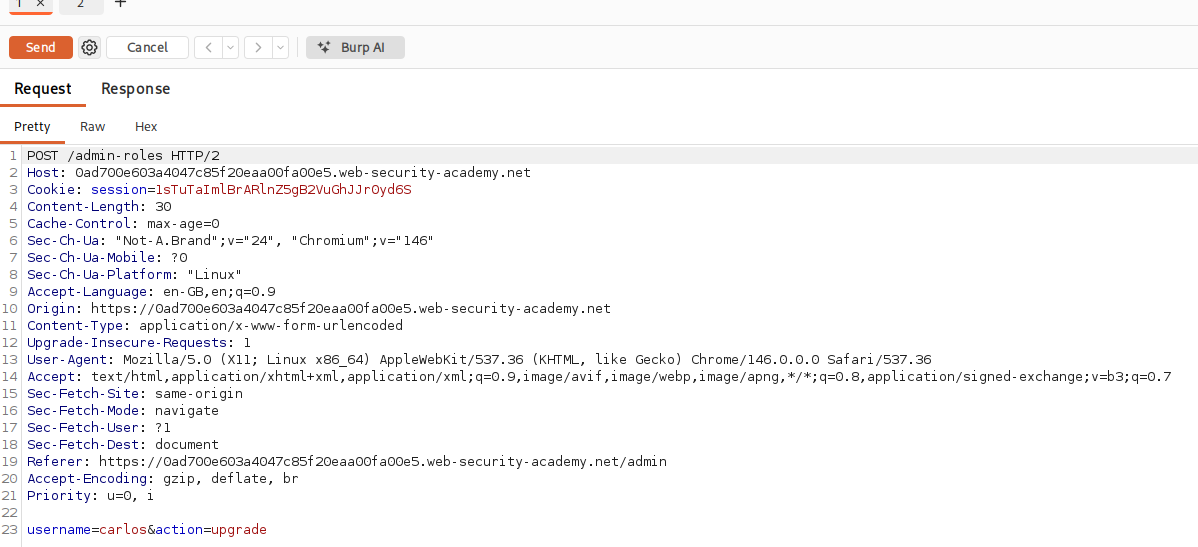 1 × 2 +
Send Cancel < > Burp AI
Request Response
Pretty Raw Hex
1 POST /admin-roles HTTP/2
2 Host: 0ad700e603a4047c85f20eaa00fa00e5.web-security-academy.net
3 Cookie: session=1sTuTaImlBrARlnZ5gB2VuGhJJr0yd6S
4 Content-Length: 30
5 Cache-Control: max-age=0
6 Sec-Ch-Ua: "Not-A.Brand";v="24", "Chromium";v="146"
7 Sec-Ch-Ua-Mobile: ?0
8 Sec-Ch-Ua-Platform: "Linux"
9 Accept-Language: en-GB,en;q=0.9
10 Origin: https://0ad700e603a4047c85f20eaa00fa00e5.web-security-academy.net
11 Content-Type: application/x-www-form-urlencoded
12 Upgrade-Insecure-Requests: 1
13 User-Agent: Mozilla/5.0 (X11; Linux x86_64) AppleWebKit/537.36 (KHTML, like Gecko) Chrome/146.0.0.0 Safari/537.36
14 Accept: text/html,application/xhtml+xml,application/xml;q=0.9,image/avif,image/webp,image/apng,*/*;q=0.8,application/signed-exchange;v=b3;q=0.7
15 Sec-Fetch-Site: same-origin
16 Sec-Fetch-Mode: navigate
17 Sec-Fetch-User: ?1
18 Sec-Fetch-Dest: document
19 Referer: https://0ad700e603a4047c85f20eaa00fa00e5.web-security-academy.net/admin
20 Accept-Encoding: gzip, deflate, br
21 Priority: u=0, i
22
23 username=carlos&action=upgrade